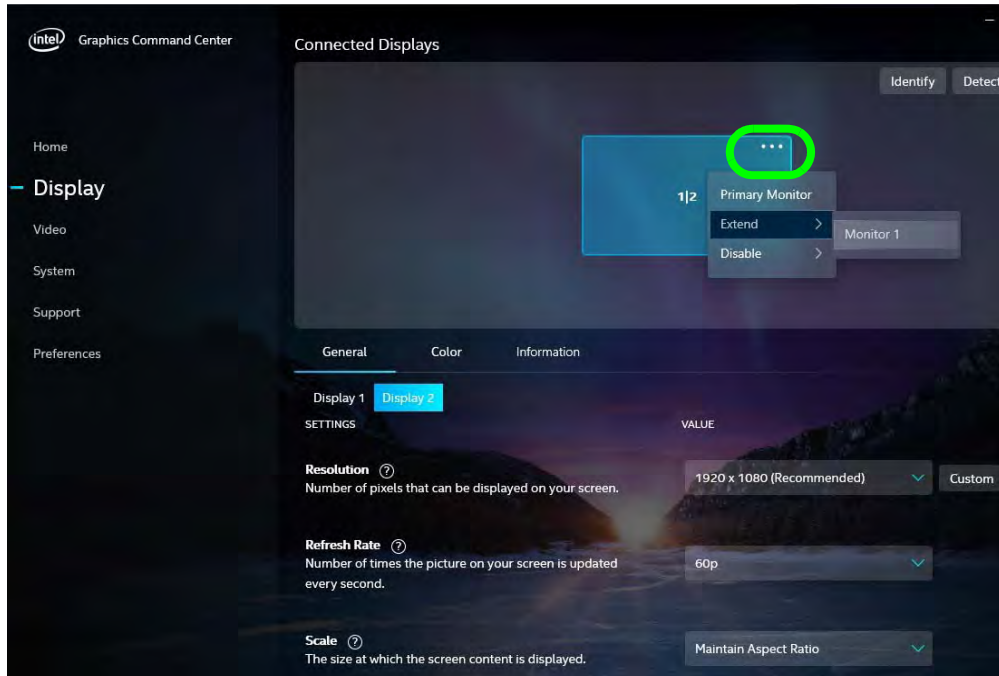 intel Graphics Command Center
Connected Displays
Identify
Detect
Home
Display
Video
System
Support
Preferences
1|2
Primary Monitor
Extend
Disable
Monitor 1
General
Color
Information
Display 1
Display 2
SETTINGS
VALUE
Resolution ?
Number of pixels that can be displayed on your screen.
1920 x 1080 (Recommended)
Custom
Refresh Rate ?
Number of times the picture on your screen is updated
every second.
60p
Scale ?
The size at which the screen content is displayed.
Maintain Aspect Ratio